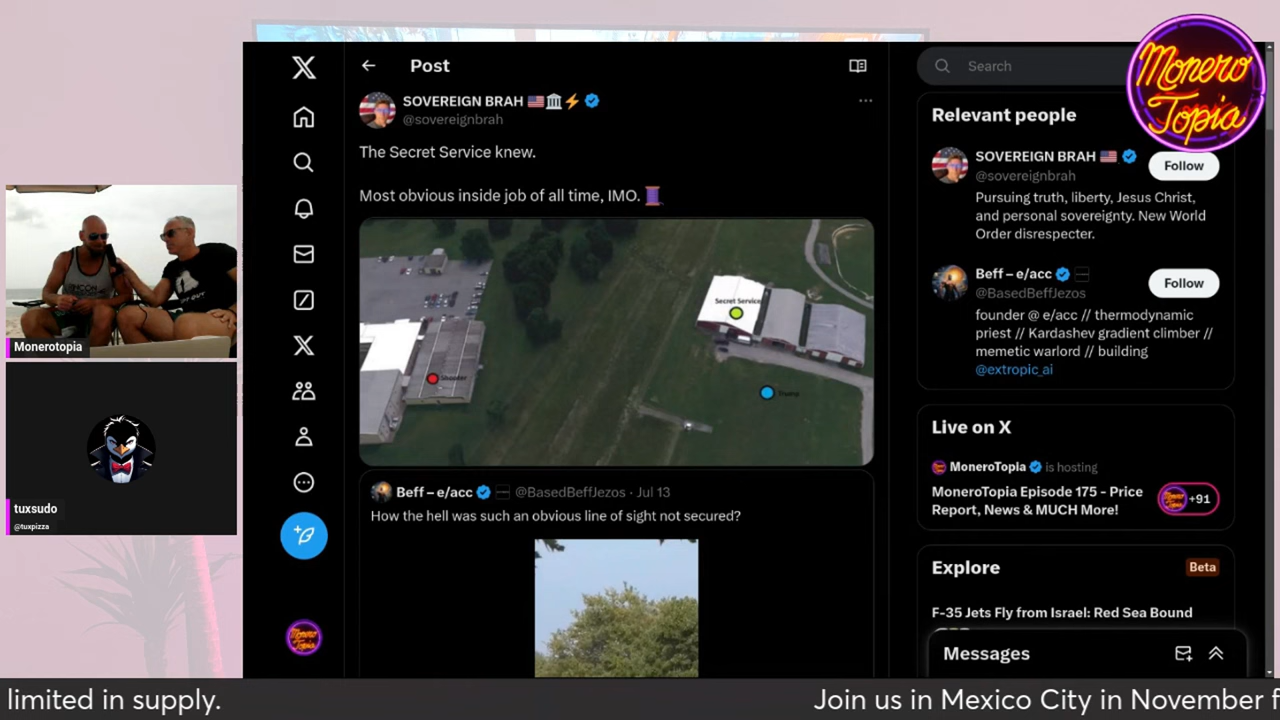 Post
SOVEREIGN BRAH
@sovereignbrah
The Secret Service knew.
Most obvious inside job of all time, IMO.
Secret Service
Shooter
Trump
Beff – e/acc
@BasedBeffJezos · Jul 13
How the hell was such an obvious line of sight not secured?
Search
Monero
Topia
Relevant people
SOVEREIGN BRAH
@sovereignbrah
Follow
Pursuing truth, liberty, Jesus Christ,
and personal sovereignty. New World
Order disrespecter.
Beff – e/acc
@BasedBeffJezos
Follow
founder @ e/acc // thermodynamic
priest // Kardashev gradient climber //
memetic warlord // building
@extropic_ai
Live on X
MoneroTopia is hosting
MoneroTopia Episode 175 - Price
Report, News & MUCH More!
+91
Explore
Beta
F-35 Jets Fly from Israel: Red Sea Bound
Messages
Monerotopia
tuxsudo
@tuxpizza
limited in supply.
Join us in Mexico City in November f